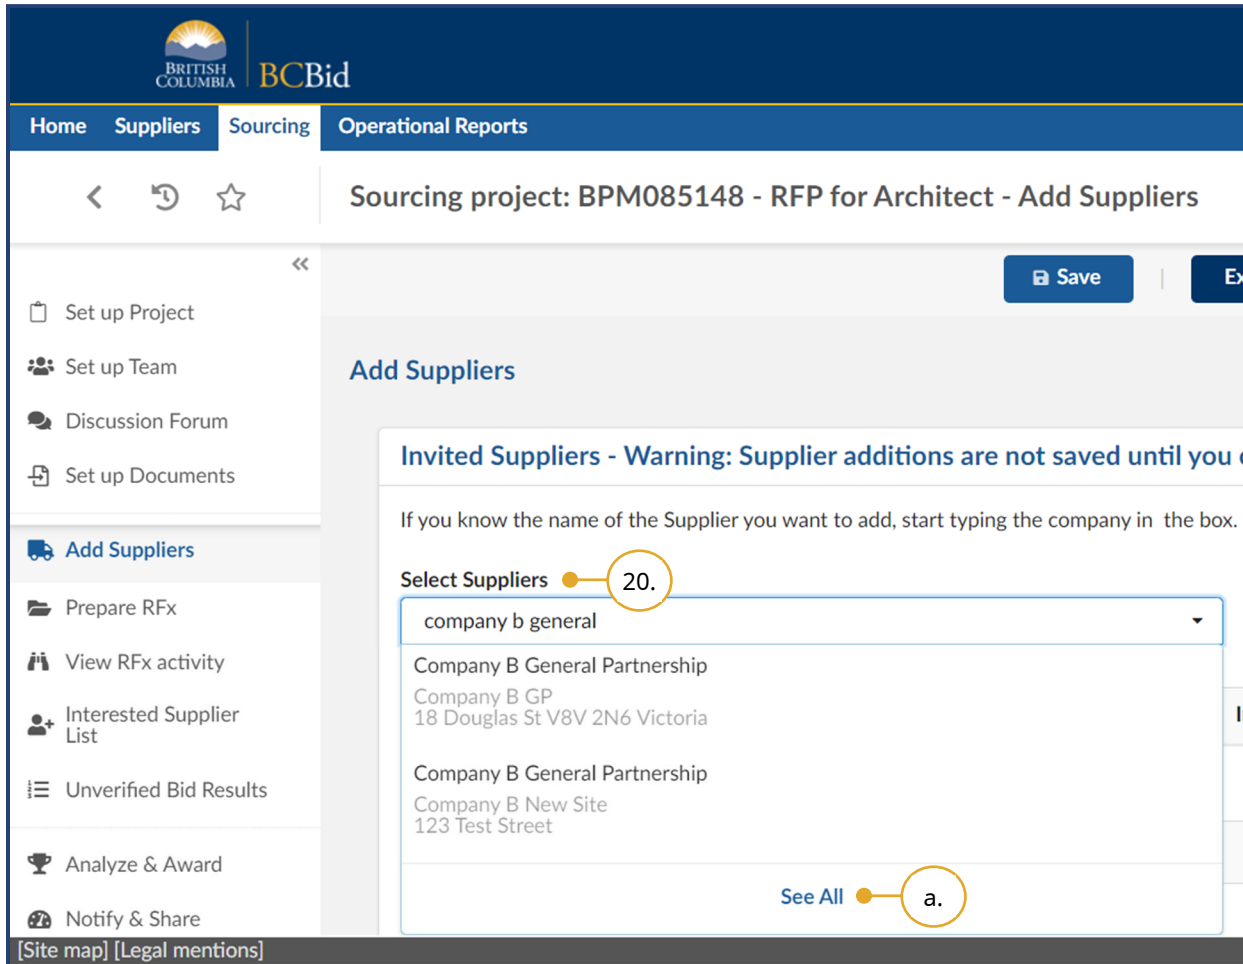 BRITISH
COLUMBIA
BCBid
Home Suppliers Sourcing Operational Reports
Sourcing project: BPM085148 - RFP for Architect - Add Suppliers
Save
Set up Project
Set up Team
Discussion Forum
Set up Documents
Add Suppliers
Prepare RFx
View RFx activity
Interested Supplier
List
Unverified Bid Results
Analyze & Award
Notify & Share
Add Suppliers
Invited Suppliers - Warning: Supplier additions are not saved until you
If you know the name of the Supplier you want to add, start typing the company in the box.
Select Suppliers 20.
company b general
Company B General Partnership
Company B GP
18 Douglas St V8V 2N6 Victoria
Company B General Partnership
Company B New Site
123 Test Street
See All a.
[Site map] [Legal mentions]